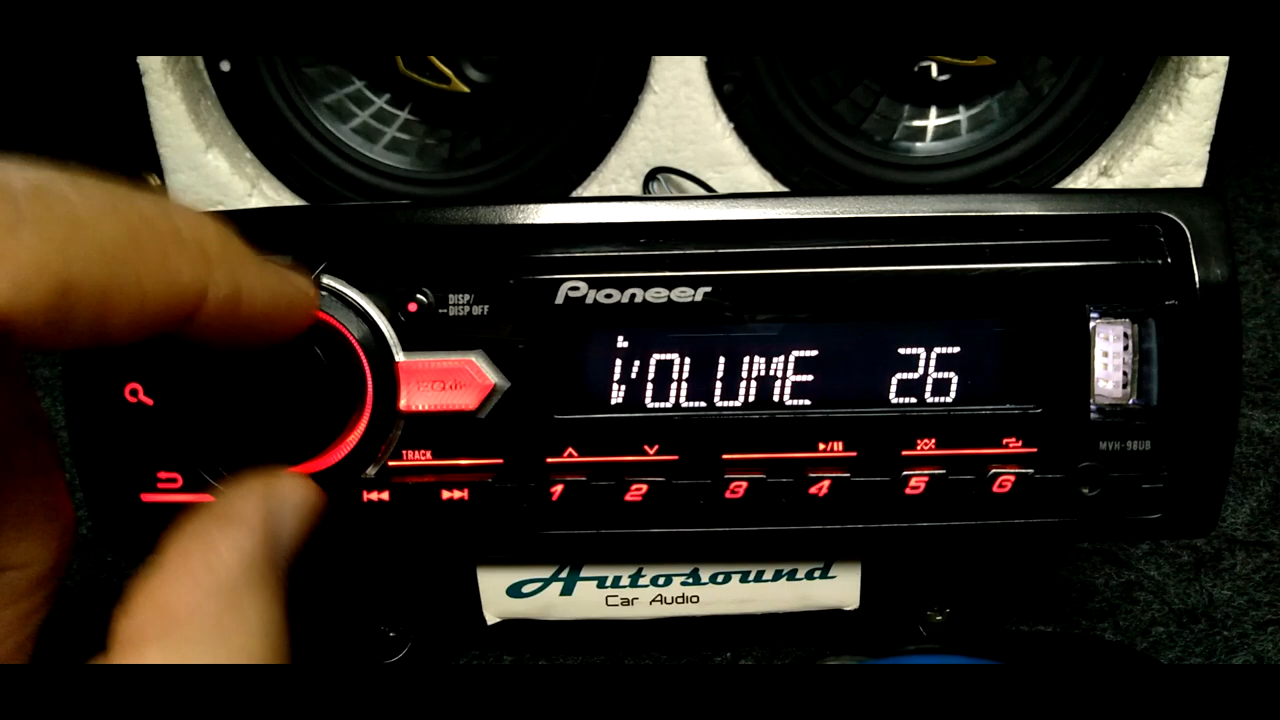 DISP/
DISP OFF
Pioneer
VOLUME 26
MVH-98UB
TRACK
1 2 3 4 5 6
Autosound
Car Audio